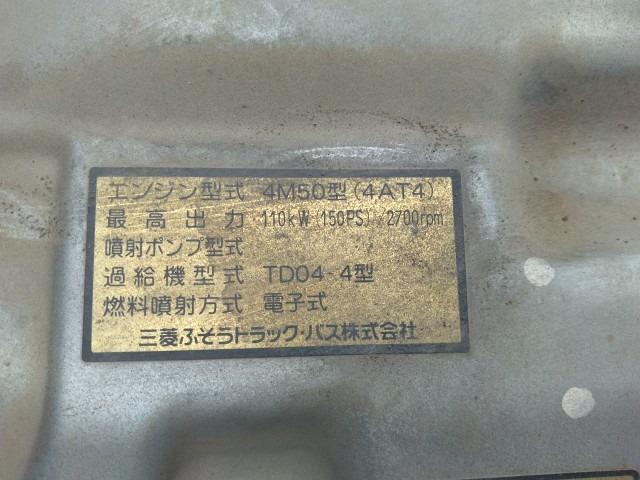 エンジン型式 4M50型(4AT4)
最高出力 110kW(150PS)/2700rpm
噴射ポンプ型式
過給機型式 TD04-4型
燃料噴射方式 電子式
三菱ふそうトラック・バス株式会社